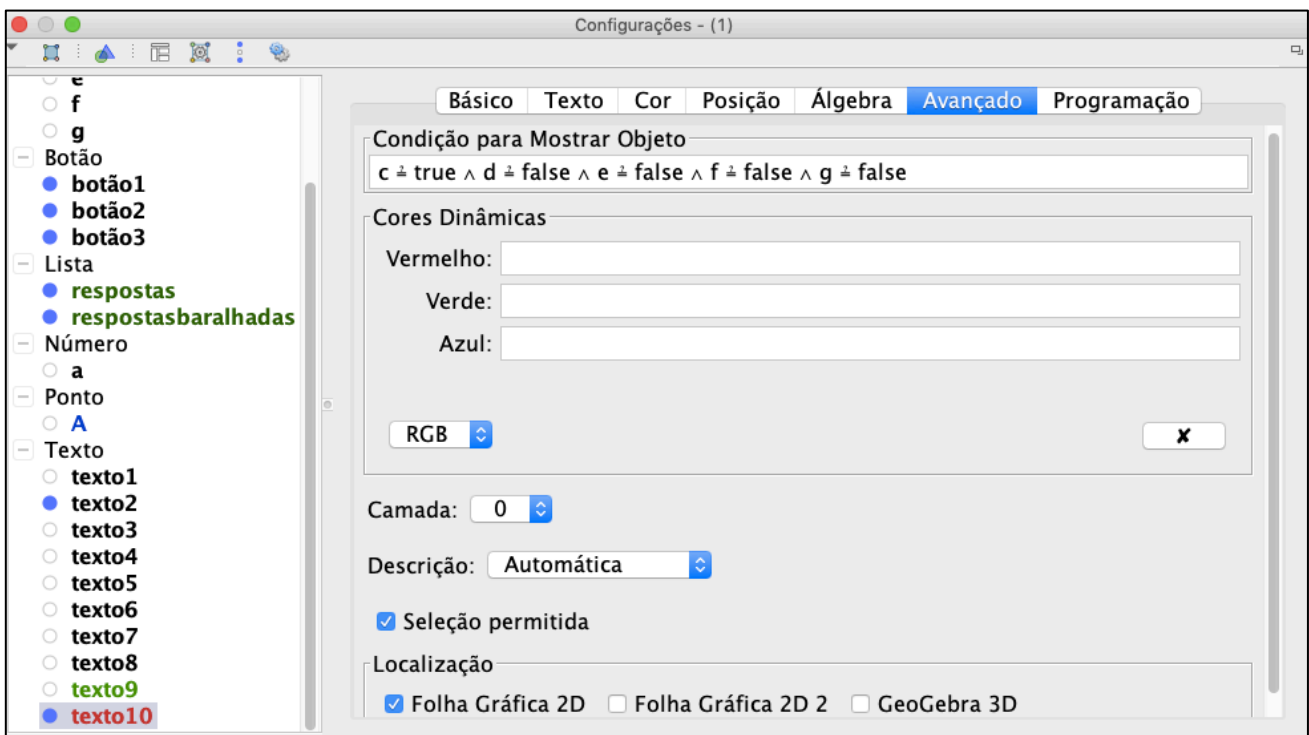 Configurações - (1)
e
f
g
Botão
botão1
botão2
botão3
Lista
respostas
respostasbaralhadas
Número
a
Ponto
A
Texto
texto1
texto2
texto3
texto4
texto5
texto6
texto7
texto8
texto9
texto10
Básico Texto Cor Posição Álgebra Avançado Programação
Condição para Mostrar Objeto
c ≟ true ∧ d ≟ false ∧ e ≟ false ∧ f ≟ false ∧ g ≟ false
Cores Dinâmicas
Vermelho:
Verde:
Azul:
RGB ✘
Camada: 0
Descrição: Automática
Seleção permitida
Localização
Folha Gráfica 2D Folha Gráfica 2D 2 GeoGebra 3D